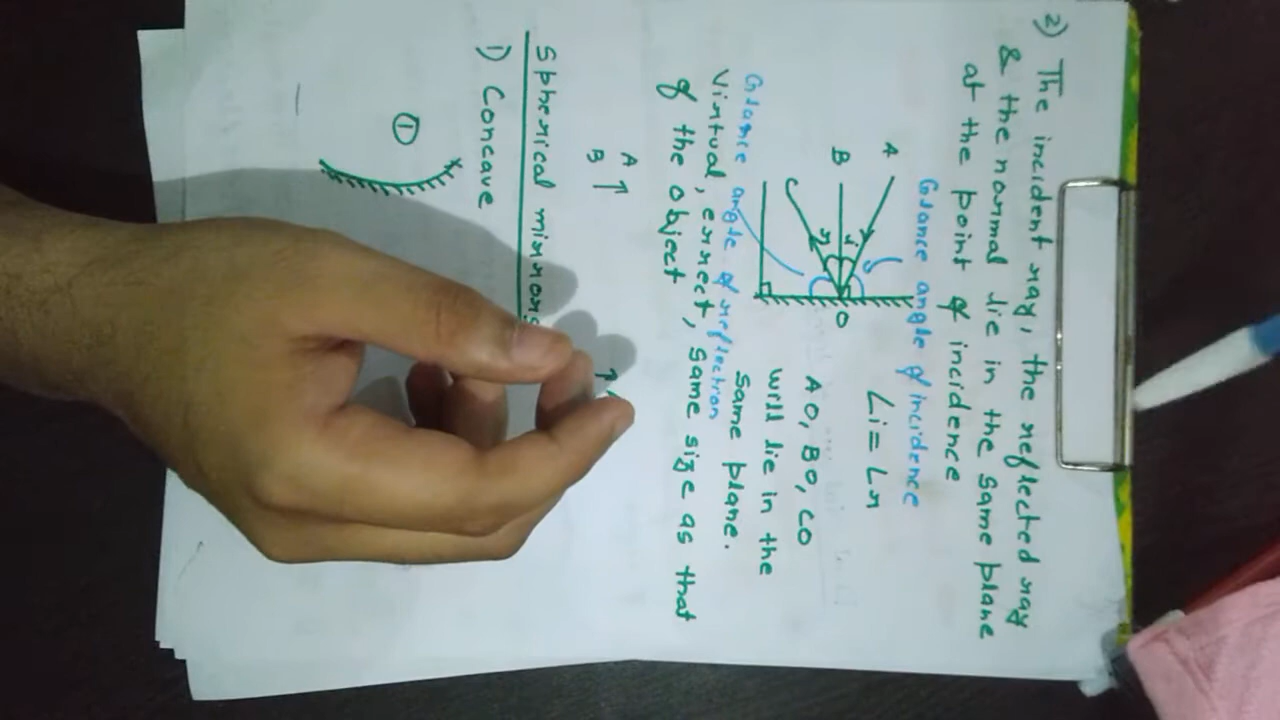 2) The incident ray, the reflected ray
& the normal lie in the same plane
at the point of incidence
Glance angle of incidence
A
B
C
i
r
O
∠i = ∠r
AO, BO, CO
will lie in the
same plane.
Glance angle of reflection
Virtual, errect, same size as that
of the object
A
B
Spherical mirrors
1) Concave
①